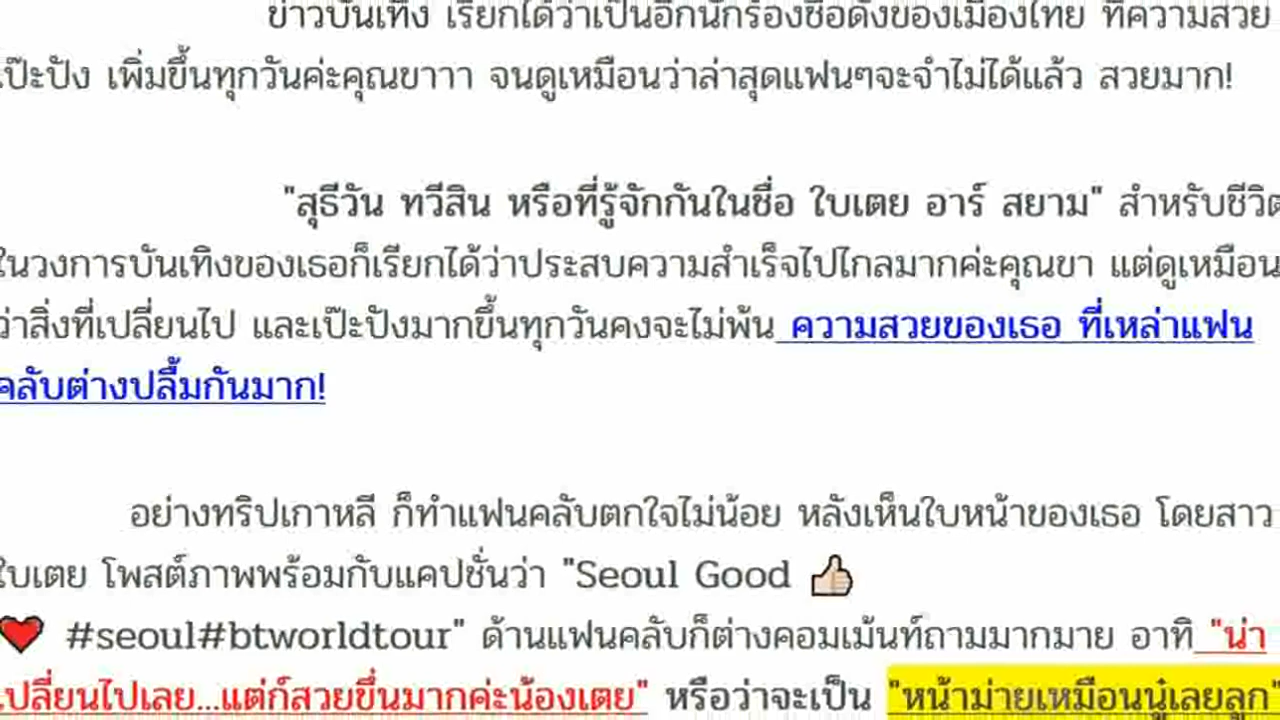 ข่าวบันเทิง เรียกได้ว่าเป็นอีกนักร้องชื่อดังของเมืองไทย ที่ความสวย
เป๊ะปัง เพิ่มขึ้นทุกวันค่ะคุณขาาา จนดูเหมือนว่าล่าสุดแฟนๆจะจำไม่ได้แล้ว สวยมาก!
"สุธีวัน ทวีสิน หรือที่รู้จักกันในชื่อ ใบเตย อาร์ สยาม" สำหรับชีวิต
ในวงการบันเทิงของเธอก็เรียกได้ว่าประสบความสำเร็จไปไกลมากค่ะคุณขา แต่ดูเหมือน
ว่าสิ่งที่เปลี่ยนไป และเป๊ะปังมากขึ้นทุกวันคงจะไม่พ้น ความสวยของเธอ ที่เหล่าแฟน
คลับต่างปลื้มกันมาก!
อย่างทริปเกาหลี ก็ทำแฟนคลับตกใจไม่น้อย หลังเห็นใบหน้าของเธอ โดยสาว
ใบเตย โพสต์ภาพพร้อมกับแคปชั่นว่า "Seoul Good 👍🏻
❤️ #seoul#btworldtour" ด้านแฟนคลับก็ต่างคอมเม้นท์ถามมากมาย อาทิ "น่า
เปลี่ยนไปเลย...แต่ก์สวยขึ่นมากค่ะน้องเตย" หรือว่าจะเป็น "หน้าม่ายเหมือนนู๋เลยลูก"